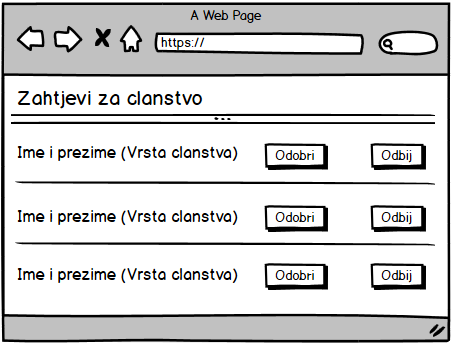 A Web Page
https://
Zahtjevi za clanstvo
Ime i prezime (Vrsta clanstva) Odobri Odbij
Ime i prezime (Vrsta clanstva) Odobri Odbij
Ime i prezime (Vrsta clanstva) Odobri Odbij